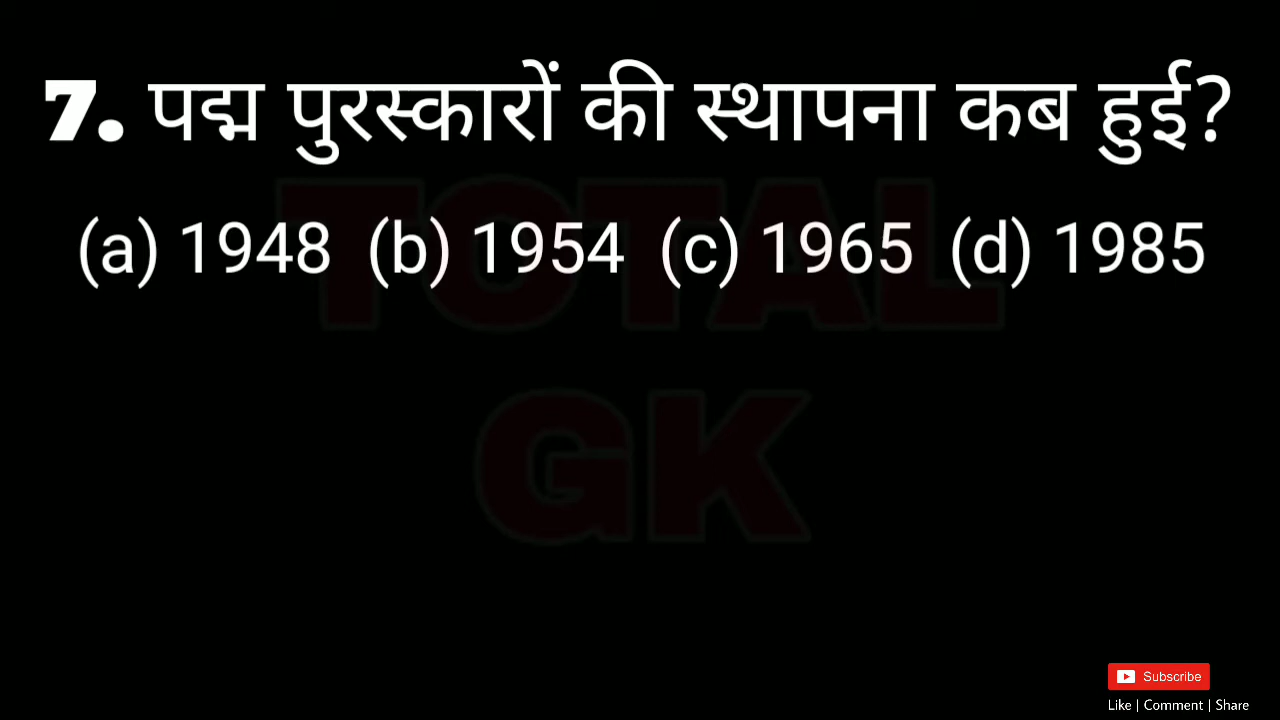 7. पद्म पुरस्कारों की स्थापना कब हुई?
(a) 1948 (b) 1954 (c) 1965 (d) 1985
TOTAL
GK
Subscribe
Like | Comment | Share